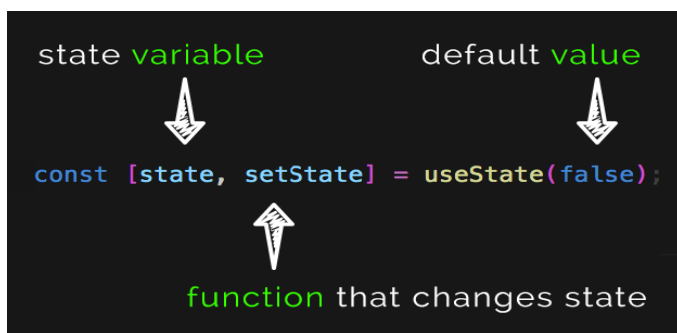 state variable default value
const [state, setState] = useState(false);
function that changes state